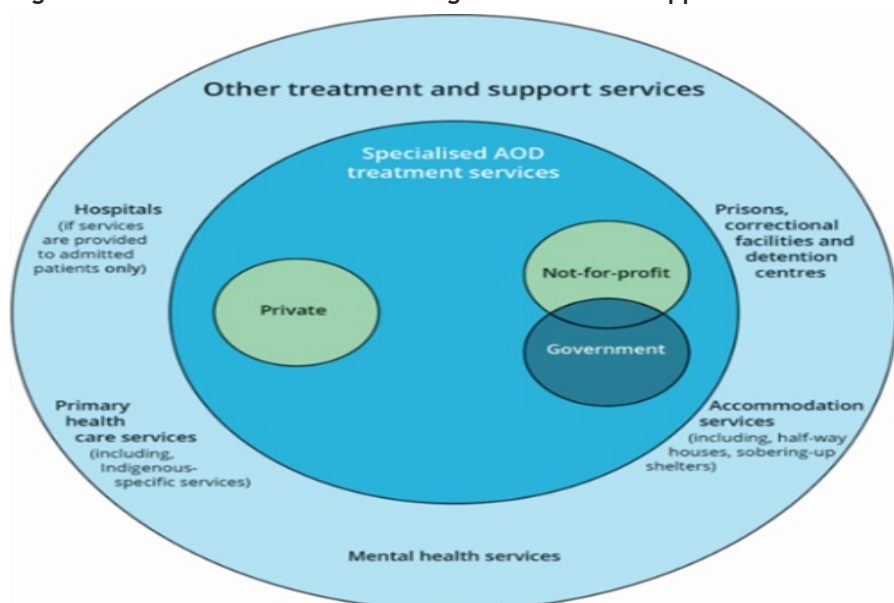 Other treatment and support services
Specialised AOD
treatment services
Hospitals
(if services
are provided
to admitted
patients only)
Prisons,
correctional
facilities and
detention
centres
Not-for-profit
Private
Government
Primary
health
care services
(including,
Indigenous-
specific services)
Accommodation
services
(including, half-way
houses, sobering-up
shelters)
Mental health services